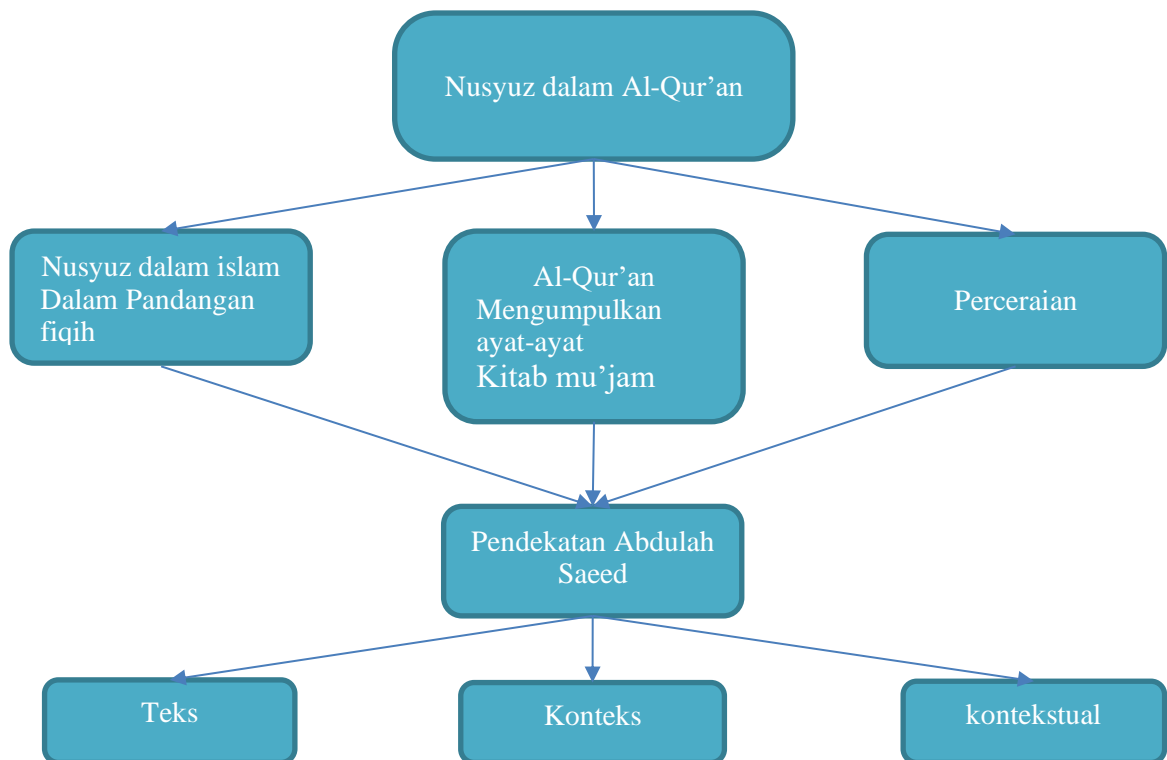 Nusyuz dalam Al-Qur’an
Nusyuz dalam islam
Dalam Pandangan
fiqih
Al-Qur’an
Mengumpulkan
ayat-ayat
Kitab mu’jam
Perceraian
Pendekatan Abdulah
Saeed
Teks
Konteks
kontekstual